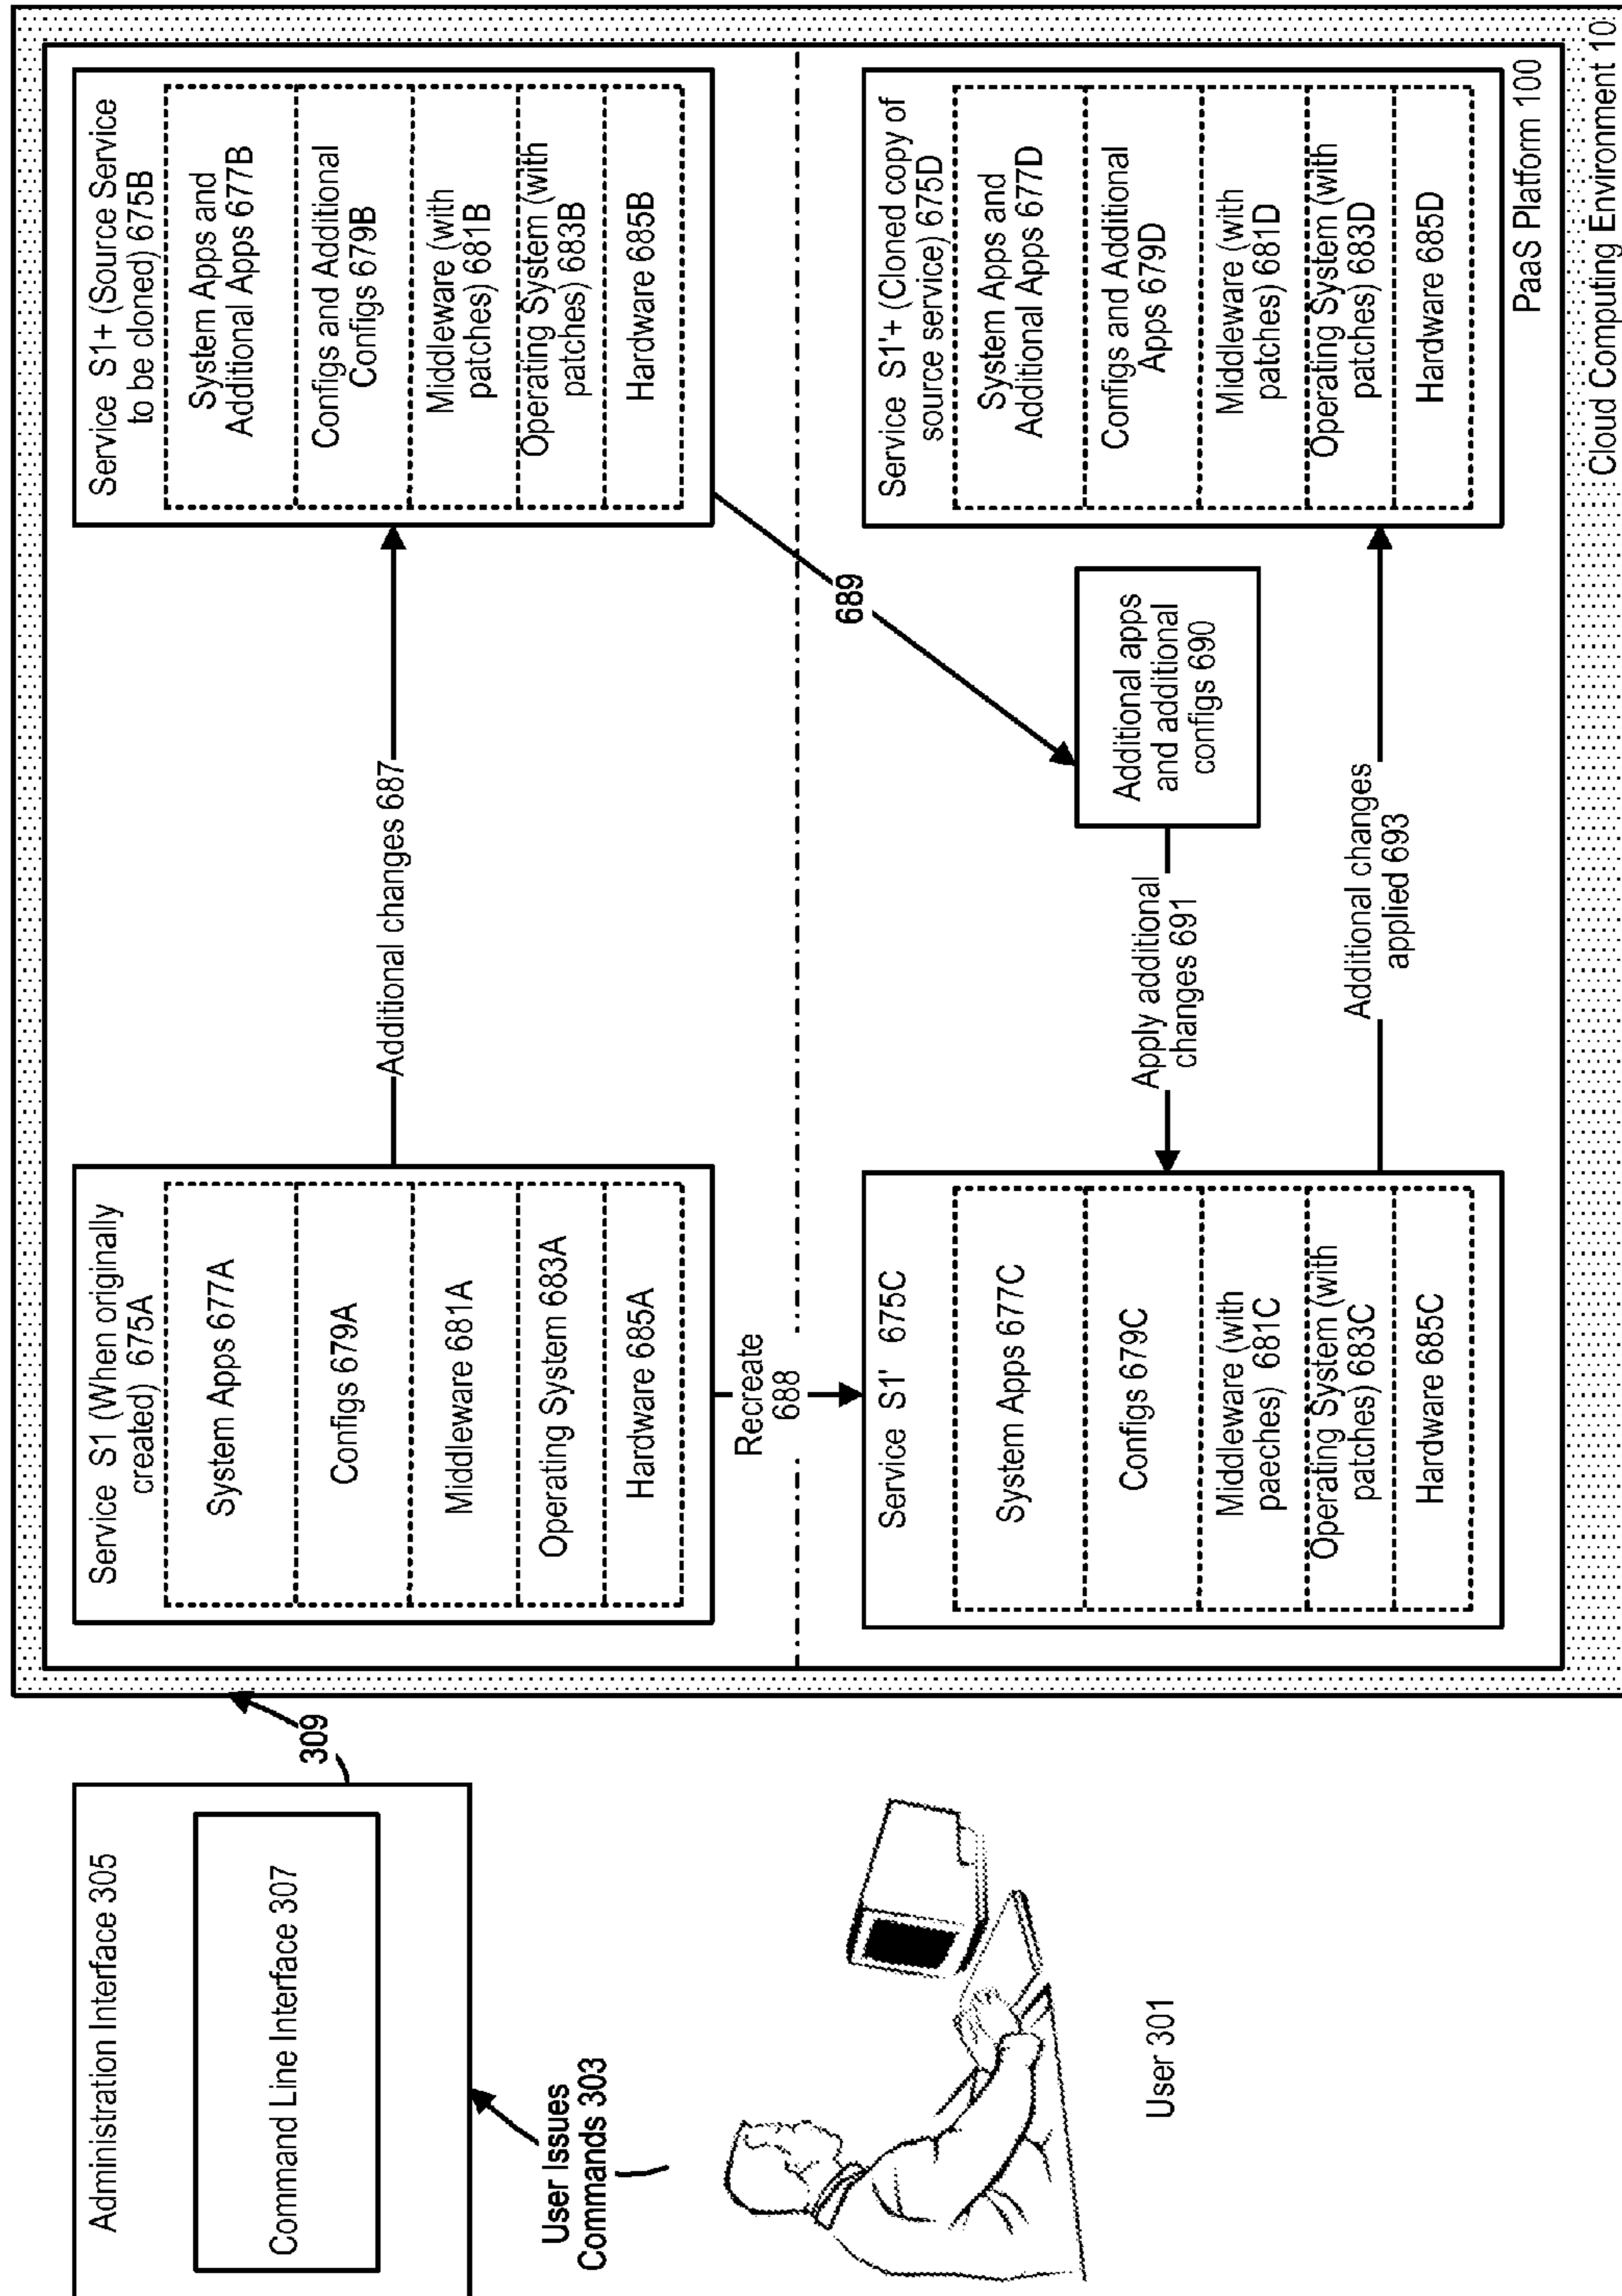 Administration Interface 305
Command Line Interface 307
User Issues
Commands 303
User 301
309
Service S1 (When originally
created) 675A
System Apps 677A
Configs 679A
Middleware 681A
Operating System 683A
Hardware 685A
Additional changes 687
Service S1+ (Source Service
to be cloned) 675B
System Apps and
Additional Apps 677B
Configs and Additional
Configs 679B
Middleware (with
patches) 681B
Operating System (with
patches) 683B
Hardware 685B
Recreate
688
689
Service S1' 675C
System Apps 677C
Configs 679C
Middleware (with
paeches) 681C
Operating System (with
patches) 683C
Hardware 685C
Apply additional
changes 691
Additional apps
and additional
configs 690
Additional changes
applied 693
Service S1'+ (Cloned copy of
source service) 675D
System Apps and
Additional Apps 677D
Configs and Additional
Apps 679D
Middleware (with
patches) 681D
Operating System (with
patches) 683D
Hardware 685D
PaaS Platform 100
Cloud Computing Environment 10